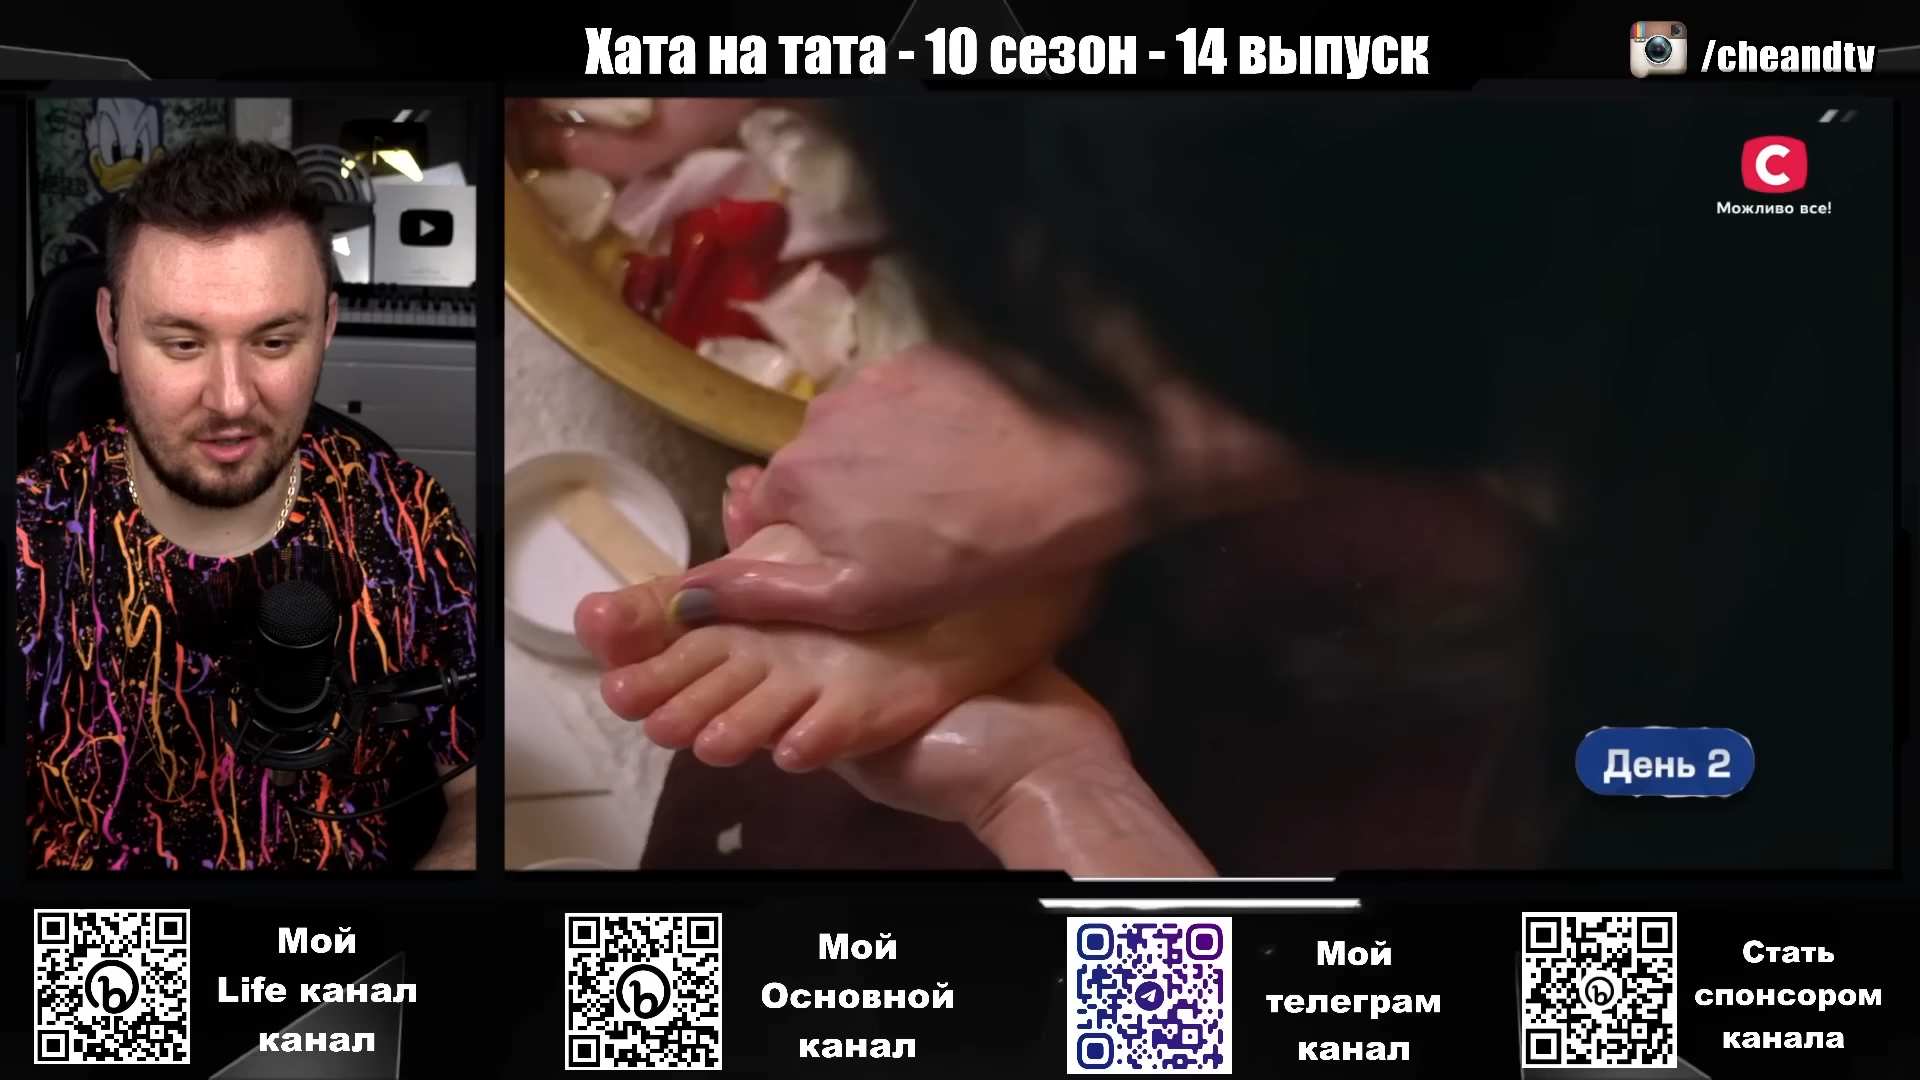 Хата на тата - 10 сезон - 14 выпуск
/cheandtv
C
Можливо все!
День 2
Мой
Life канал
канал
Мой
Основной
канал
Мой
телеграм
канал
Стать
спонсором
канала